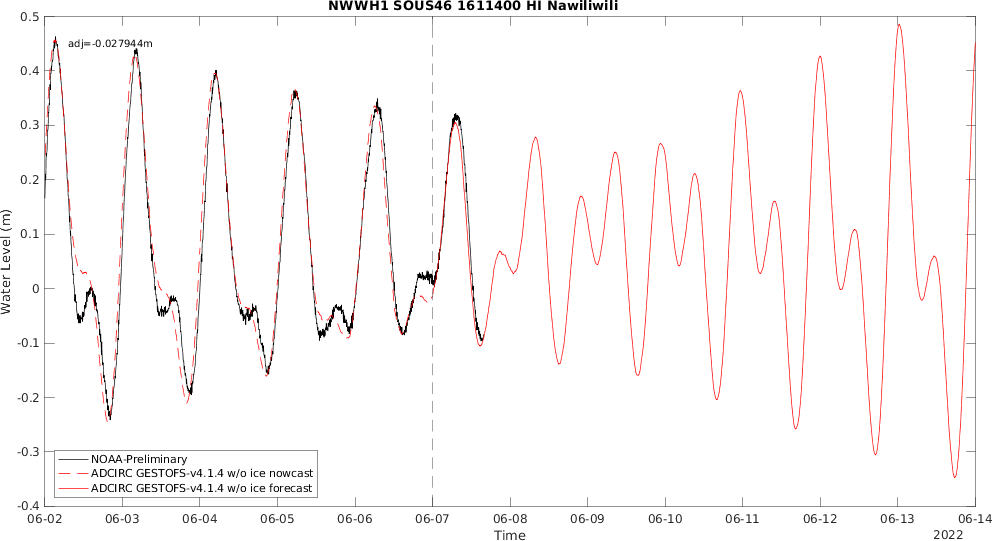 NWWH1 SOUS46 1611400 HI Nawiliwili
adj=-0.027944m
0.5
0.4
0.3
0.2
0.1
0
-0.1
-0.2
-0.3
-0.4
Water Level (m)
NOAA-Preliminary
ADCIRC GESTOFS-v4.1.4 w/o ice nowcast
ADCIRC GESTOFS-v4.1.4 w/o ice forecast
06-02 06-03 06-04 06-05 06-06 06-07 06-08 06-09 06-10 06-11 06-12 06-13 06-14
Time
2022